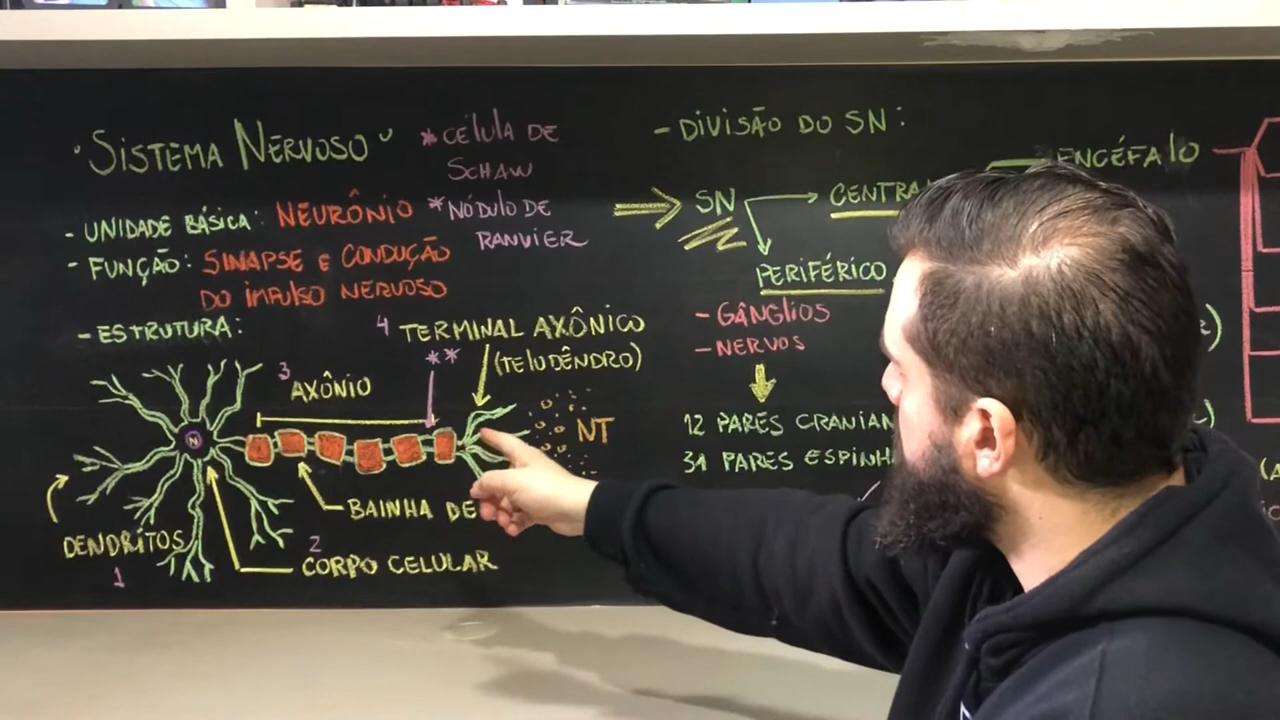 "SISTEMA NERVOSO"
- UNIDADE BÁSICA: NEURÔNIO
- FUNÇÃO: SINAPSE E CONDUÇÃO
DO IMPULSO NERVOSO
- ESTRUTURA:
* CÉLULA DE
SCHAW
** NÓDULO DE
RANVIER
4 TERMINAL AXÔNICO
(TELODÊNDRO)
**
3 AXÔNIO
N
NT
BAINHA DE
DENDRITOS
1
2
CORPO CELULAR
- DIVISÃO DO SN:
SN
CENTRAL
ENCÉFALO
PERIFÉRICO
- GÂNGLIOS
- NERVOS
12 PARES CRANIAN
31 PARES ESPINH